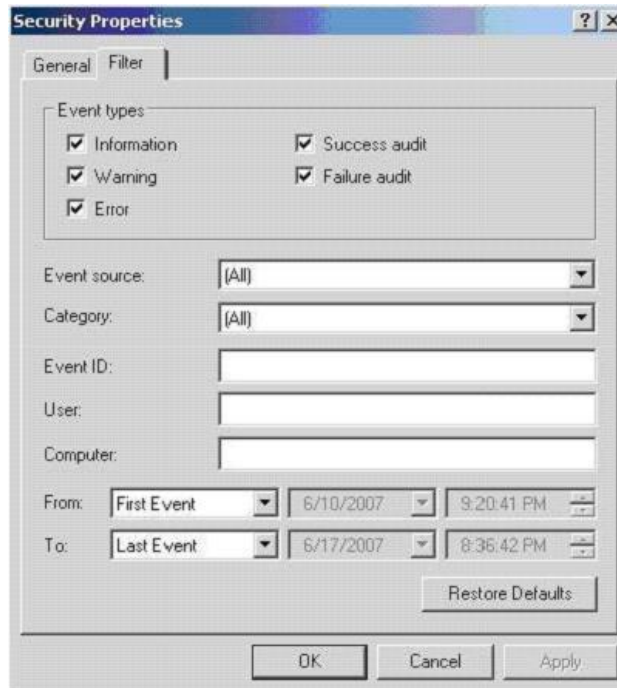 Security Properties
General Filter
Event types
Information Success audit
Warning Failure audit
Error
Event source: (All)
Category: (All)
Event ID:
User:
Computer:
From: First Event 6/10/2007 9:20:41 PM
To: Last Event 6/17/2007 8:36:42 PM
Restore Defaults
OK Cancel Apply